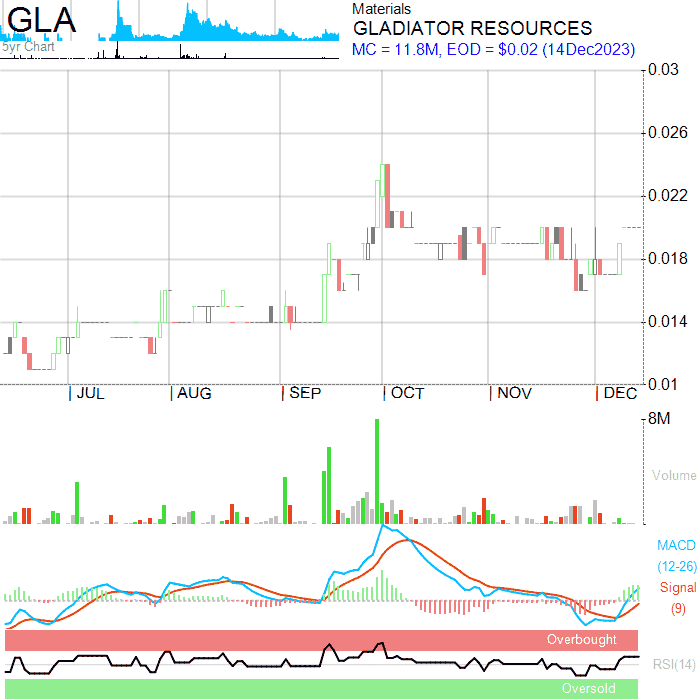 GLA
5yr Chart
Materials
GLADIATOR RESOURCES
MC = 11.8M, EOD = $0.02 (14Dec2023)
0.03
0.026
0.022
0.018
0.014
0.01
JUL AUG SEP OCT NOV DEC
8M
Volume
MACD
(12-26)
Signal
(9)
Overbought
RSI(14)
Oversold